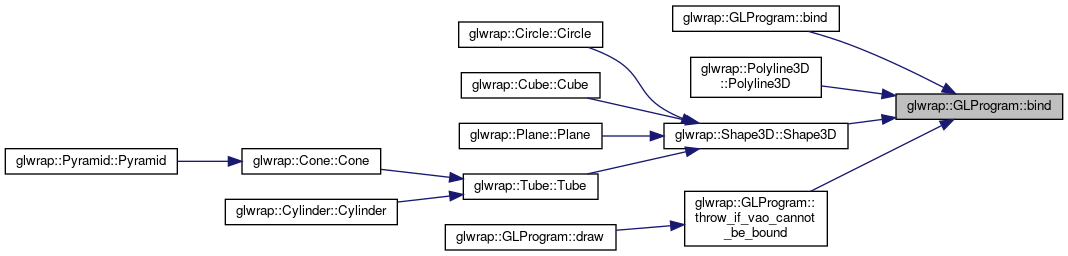 glwrap::GLProgram::bind
glwrap::Circle::Circle
glwrap::Polyline3D
::Polyline3D
glwrap::Cube::Cube
glwrap::GLProgram::bind
glwrap::Plane::Plane
glwrap::Shape3D::Shape3D
glwrap::Pyramid::Pyramid
glwrap::Cone::Cone
glwrap::Tube::Tube
glwrap::Cylinder::Cylinder
glwrap::GLProgram::
throw_if_vao_cannot
_be_bound
glwrap::GLProgram::draw